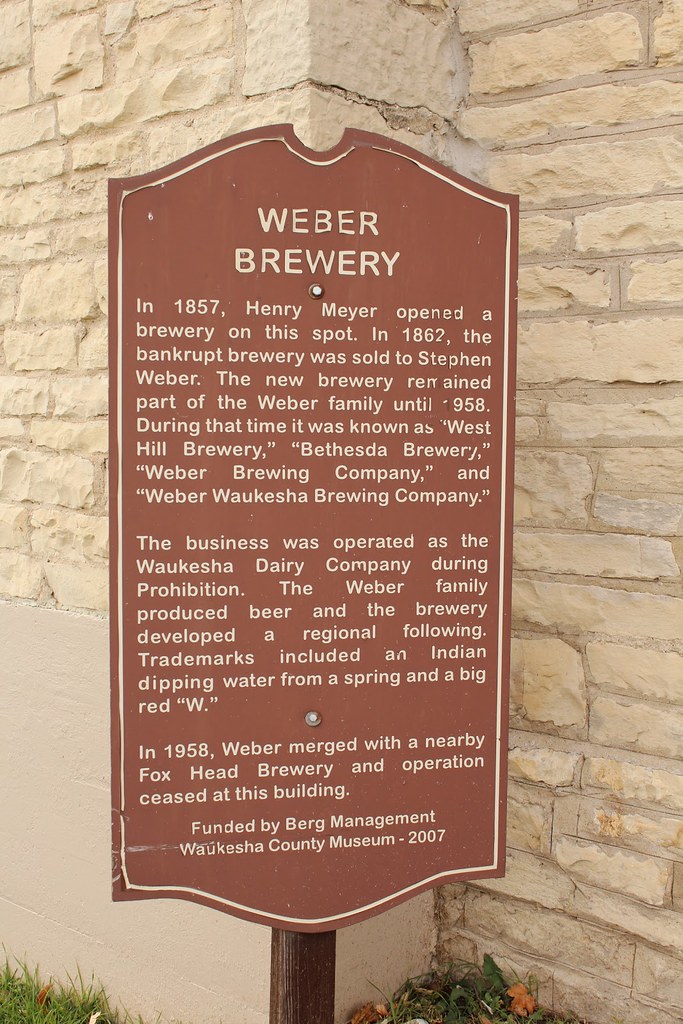 WEBER
BREWERY
In 1857, Henry Meyer opened a
brewery on this spot. In 1862, the
bankrupt brewery was sold to Stephen
Weber. The new brewery remained
part of the Weber family until 1958.
During that time it was known as "West
Hill Brewery," "Bethesda Brewery,"
"Weber Brewing Company," and
"Weber Waukesha Brewing Company."
The business was operated as the
Waukesha Dairy Company during
Prohibition. The Weber family
produced beer and the brewery
developed a regional following.
Trademarks included an Indian
dipping water from a spring and a big
red "W."
In 1958, Weber merged with a nearby
Fox Head Brewery and operation
ceased at this building.
Funded by Berg Management
Waukesha County Museum - 2007